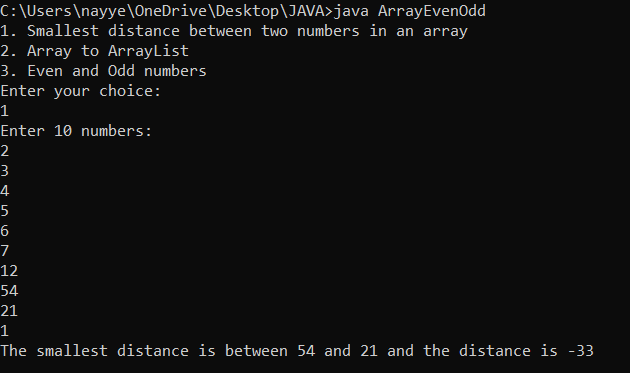 C:\Users\nayye\OneDrive\Desktop\JAVA>java ArrayEvenOdd
1. Smallest distance between two numbers in an array
2. Array to ArrayList
3. Even and Odd numbers
Enter your choice:
1
Enter 10 numbers:
2
3
4
5
6
7
12
54
21
1
The smallest distance is between 54 and 21 and the distance is -33